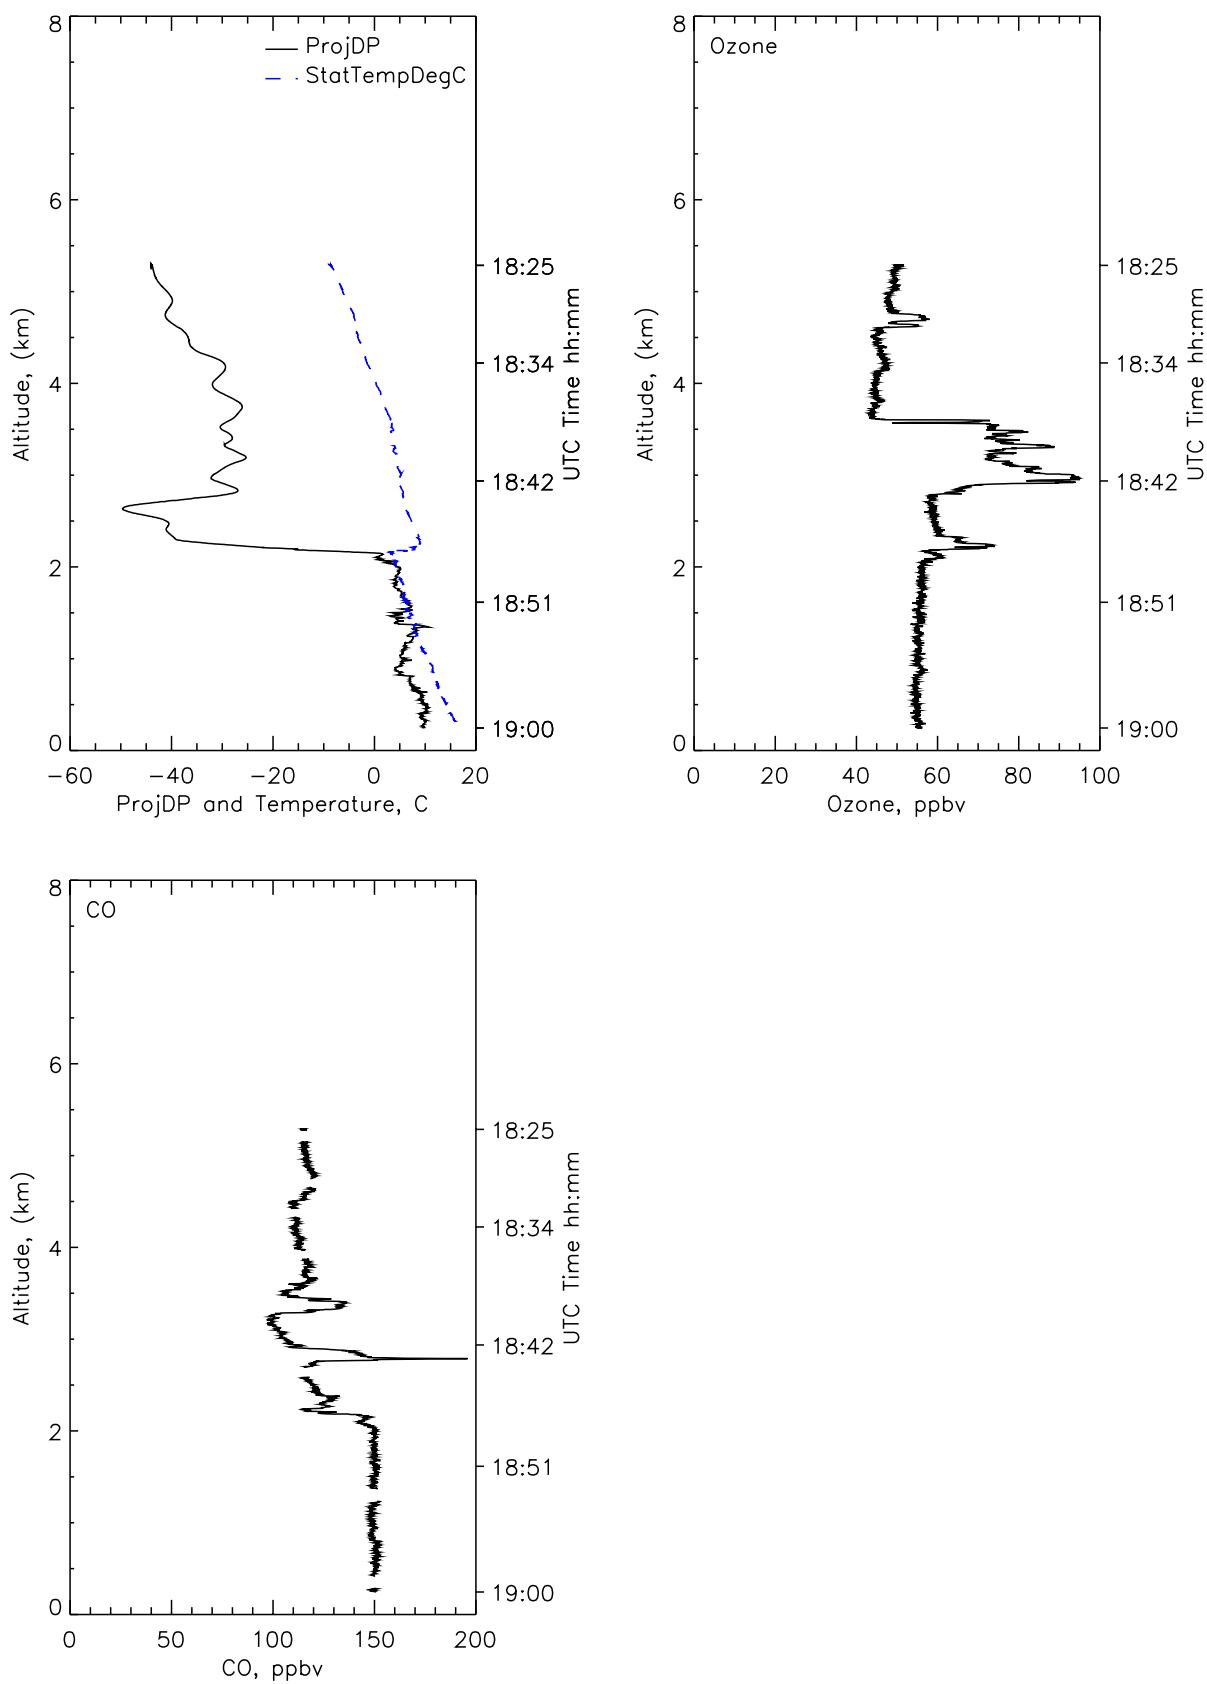 8
6
4
2
0
Altitude, (km)
ProjDP
StatTempDegC
18:25
18:34
18:42
18:51
19:00
UTC Time hh:mm
−60 −40 −20 0 20
ProjDP and Temperature, C
8
6
4
2
0
Altitude, (km)
Ozone
18:25
18:34
18:42
18:51
19:00
UTC Time hh:mm
0 20 40 60 80 100
Ozone, ppbv
8
6
4
2
0
Altitude, (km)
CO
18:25
18:34
18:42
18:51
19:00
UTC Time hh:mm
0 50 100 150 200
CO, ppbv